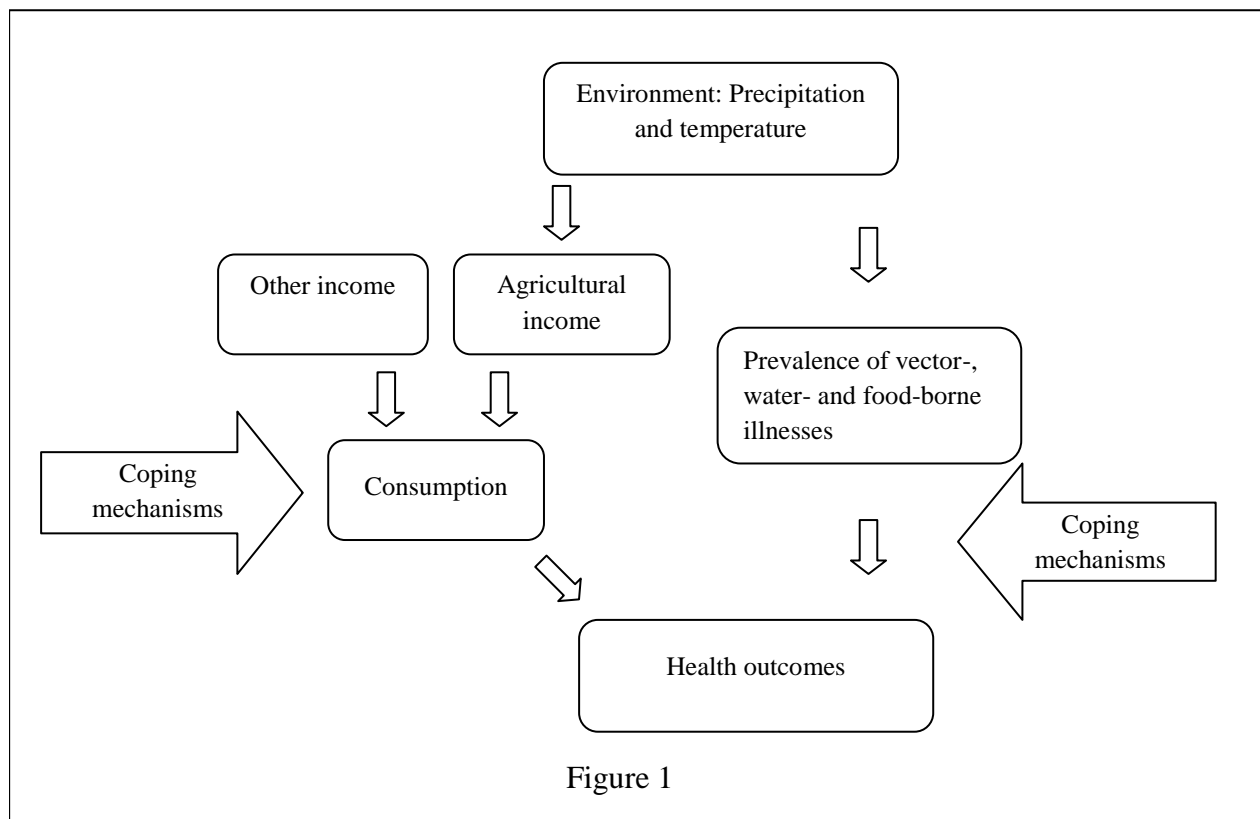 Environment: Precipitation
and temperature
Other income
Agricultural
income
Prevalence of vector-,
water- and food-borne
illnesses
Coping
mechanisms
Consumption
Coping
mechanisms
Health outcomes
Figure 1